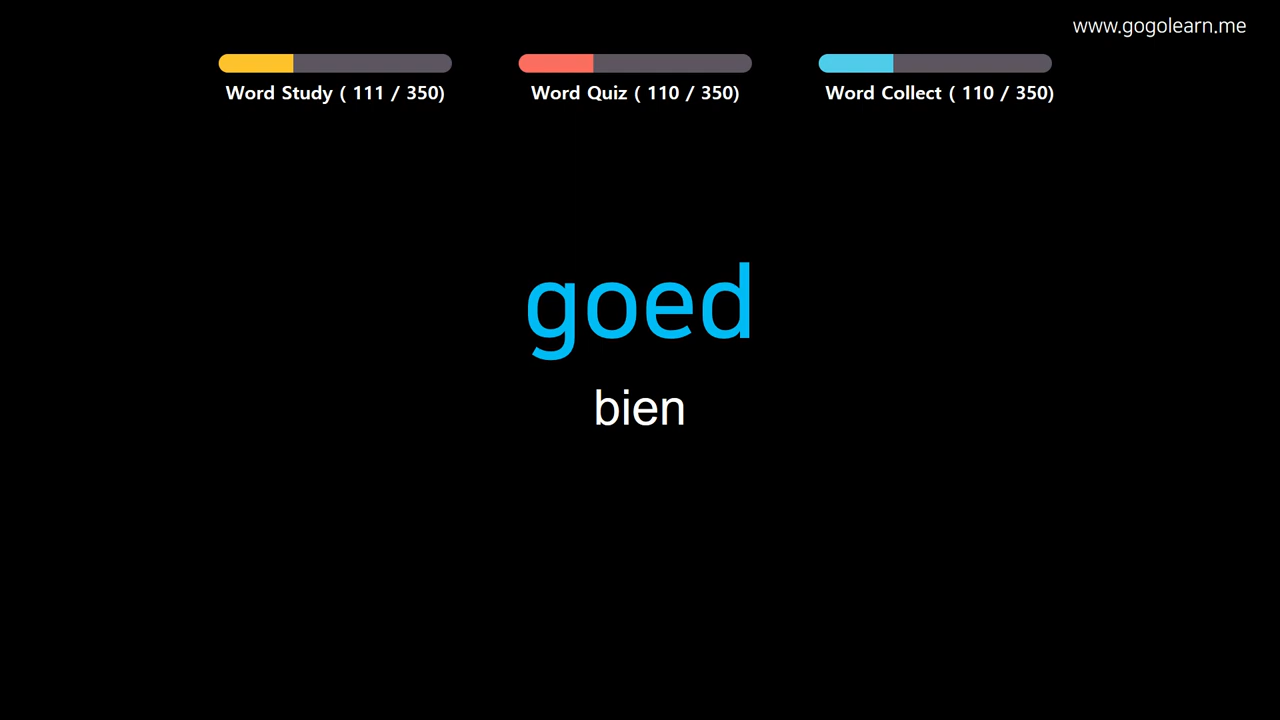 www.gogolearn.me
Word Study ( 111 / 350)
Word Quiz ( 110 / 350)
Word Collect ( 110 / 350)
goed
bien